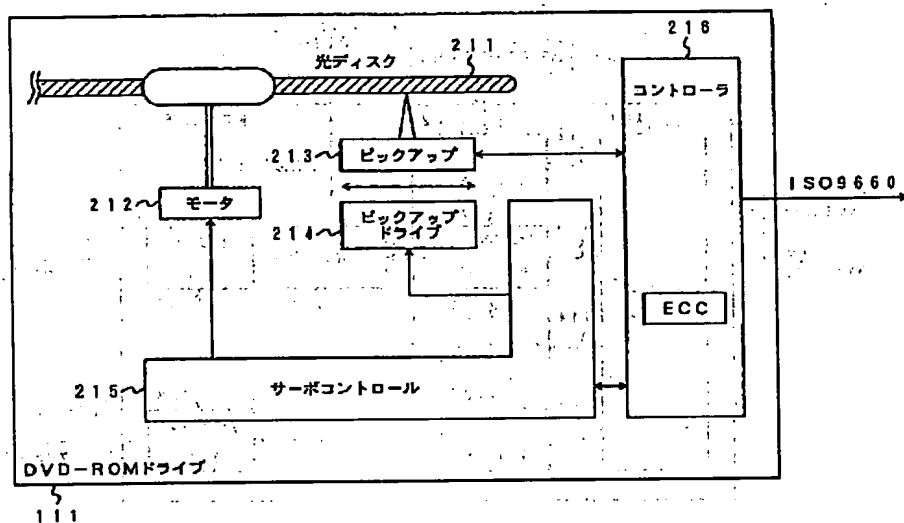 216
211
光ディスク
コントローラ
213
ピックアップ
ISO9660
212
モータ
214
ピックアップ
ドライブ
ECC
215
サーボコントロール
DVD-ROMドライブ
111